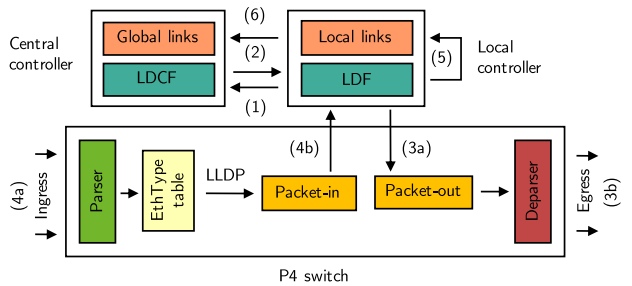 (6)
Central
controller
Global links
(2)
Local links
(5)
Local
controller
LDCF
(1)
LDF
(4a)
Ingress
Parser
EthType
table
LLDP
(4b)
Packet-in
(3a)
Packet-out
Deparser
Egress
(3b)
P4 switch